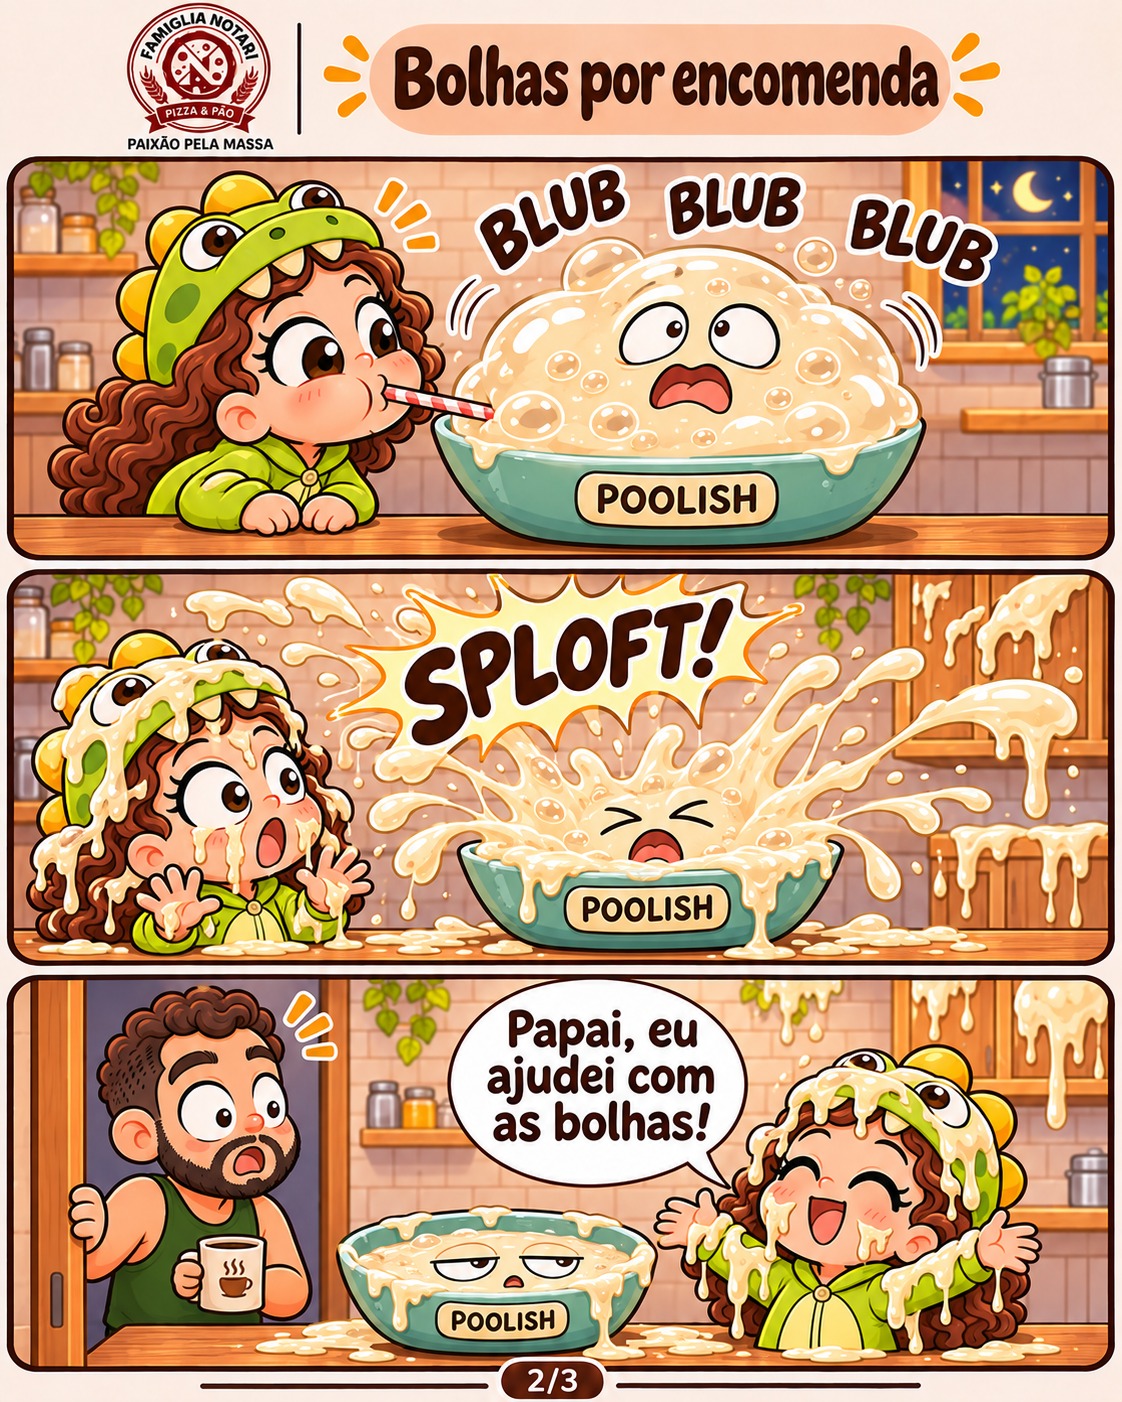 FAMIGLIA NOTARI
PIZZA & PÃO
PAIXÃO PELA MASSA
Bolhas por encomenda
BLUB BLUB BLUB
POOLISH
SPLOFT!
POOLISH
Papai, eu
ajudei com
as bolhas!
POOLISH
2/3